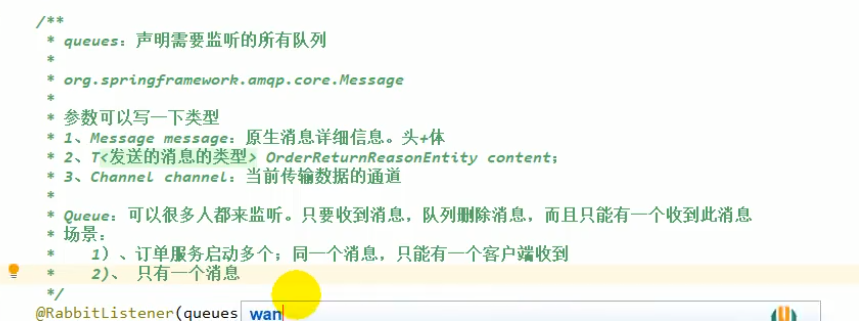 /**
* queues：声明需要监听的所有队列
*
* org.springframework.amqp.core.Message
*
* 参数可以写一下类型
* 1、Message message：原生消息详细信息。头+体
* 2、T<发送的消息的类型> OrderReturnReasonEntity content；
* 3、Channel channel：当前传输数据的通道
*
* Queue：可以很多人都来监听。只要收到消息，队列删除消息，而且只能有一个收到此消息
* 场景：
* 1）、订单服务启动多个；同一个消息，只能有一个客户端收到
* 2)、 只有一个消息
*/
@RabbitListener(queues wan